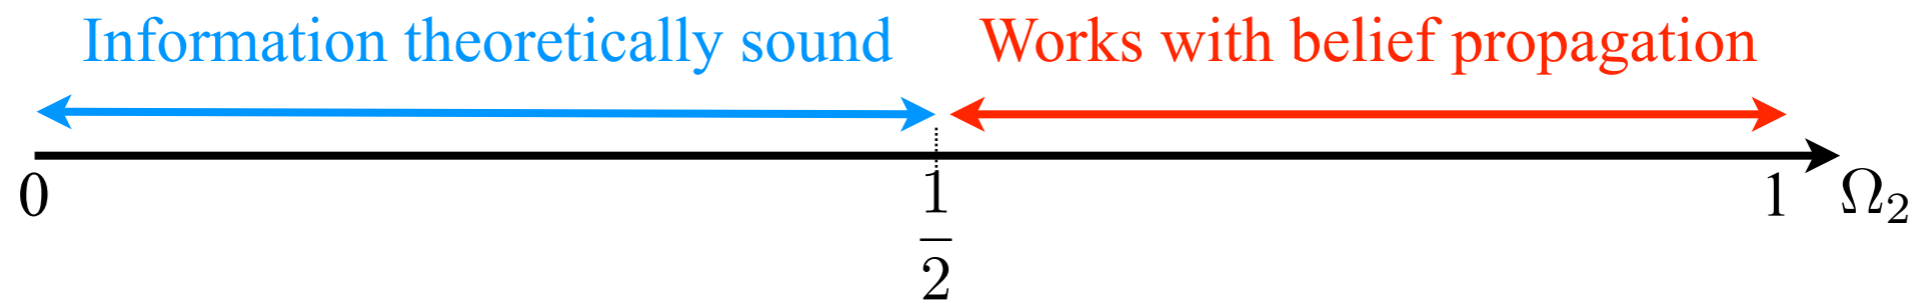 Information theoretically sound Works with belief propagation
0 1/2 1 Ω₂